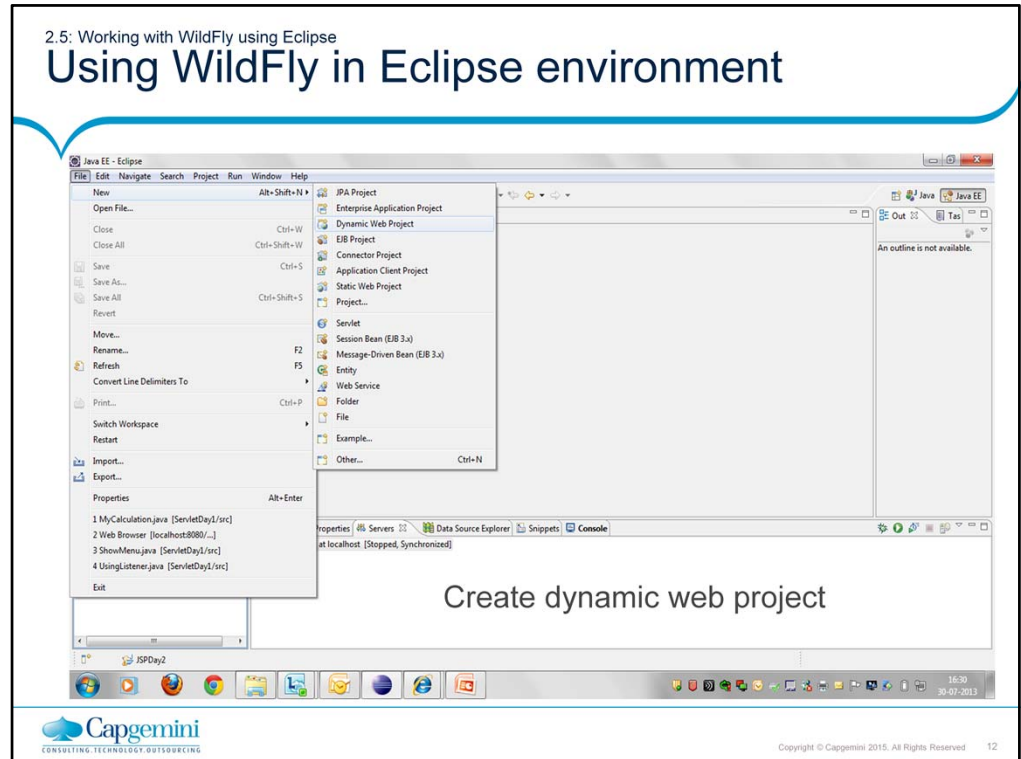 2.5: Working with WildFly using Eclipse
Using WildFly in Eclipse environment
Java EE - Eclipse
File Edit Navigate Search Project Run Window Help
New Alt+Shift+N
Open File...
Close Ctrl+W
Close All Ctrl+Shift+W
Save Ctrl+S
Save As...
Save All Ctrl+Shift+S
Revert
Move...
Rename... F2
Refresh F5
Convert Line Delimiters To
Print... Ctrl+P
Switch Workspace
Restart
Import...
Export...
Properties Alt+Enter
1 MyCalculation.java [ServletDay1/src]
2 Web Browser [localhost:8080/...]
3 ShowMenu.java [ServletDay1/src]
4 UsingListener.java [ServletDay1/src]
Exit
JPA Project
Enterprise Application Project
Dynamic Web Project
EJB Project
Connector Project
Application Client Project
Static Web Project
Project...
Servlet
Session Bean (EJB 3.x)
Message-Driven Bean (EJB 3.x)
Entity
Web Service
Folder
File
Example...
Other... Ctrl+N
Java Java EE
Out Tas
An outline is not available.
Properties Servers Data Source Explorer Snippets Console
at localhost [Stopped, Synchronized]
Create dynamic web project
JSPDay2
16:30
30-07-2013
Capgemini
CONSULTING.TECHNOLOGY.OUTSOURCING
Copyright © Capgemini 2015. All Rights Reserved 12